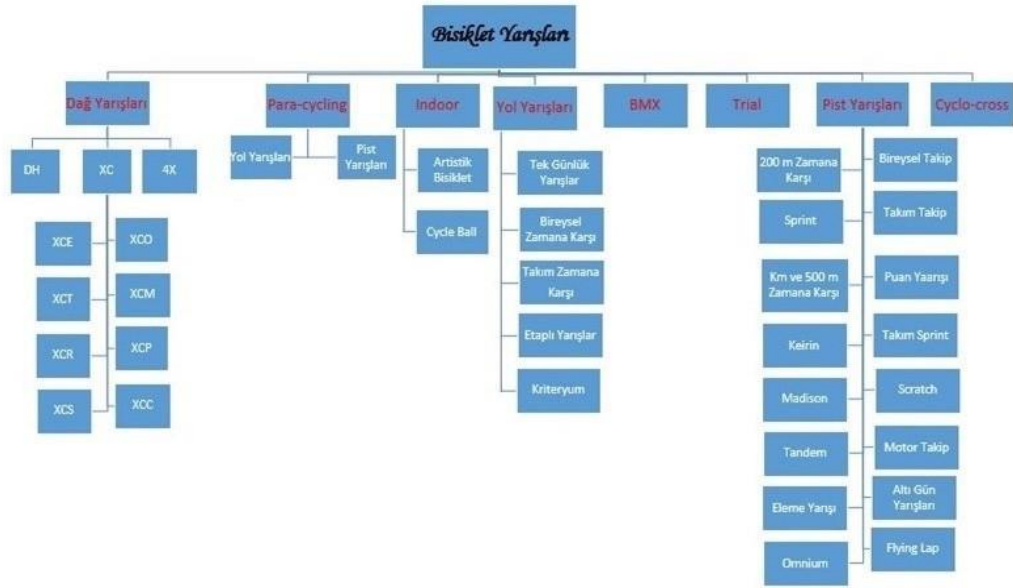 Bisiklet Yarışları
Dağ Yarışları
Para-cycling
Indoor
Yol Yarışları
BMX
Trial
Pist Yarışları
Cyclo-cross
DH
XC
4X
XCE
XCO
XCT
XCM
XCR
XCP
XCS
XCC
Yol Yarışları
Pist
Yarışları
Artistik
Bisiklet
Cycle Ball
Tek Günlük
Yarışlar
Bireysel
Zamana Karşı
Takım Zamana
Karşı
Etaplı Yarışlar
Kriteryum
200 m Zamana
Karşı
Bireysel Takip
Sprint
Takım Takip
Km ve 500 m
Zamana Karşı
Puan Yaarışı
Keirin
Takım Sprint
Madison
Scratch
Tandem
Motor Takip
Eleme Yarışı
Altı Gün
Yarışları
Omnium
Flying Lap